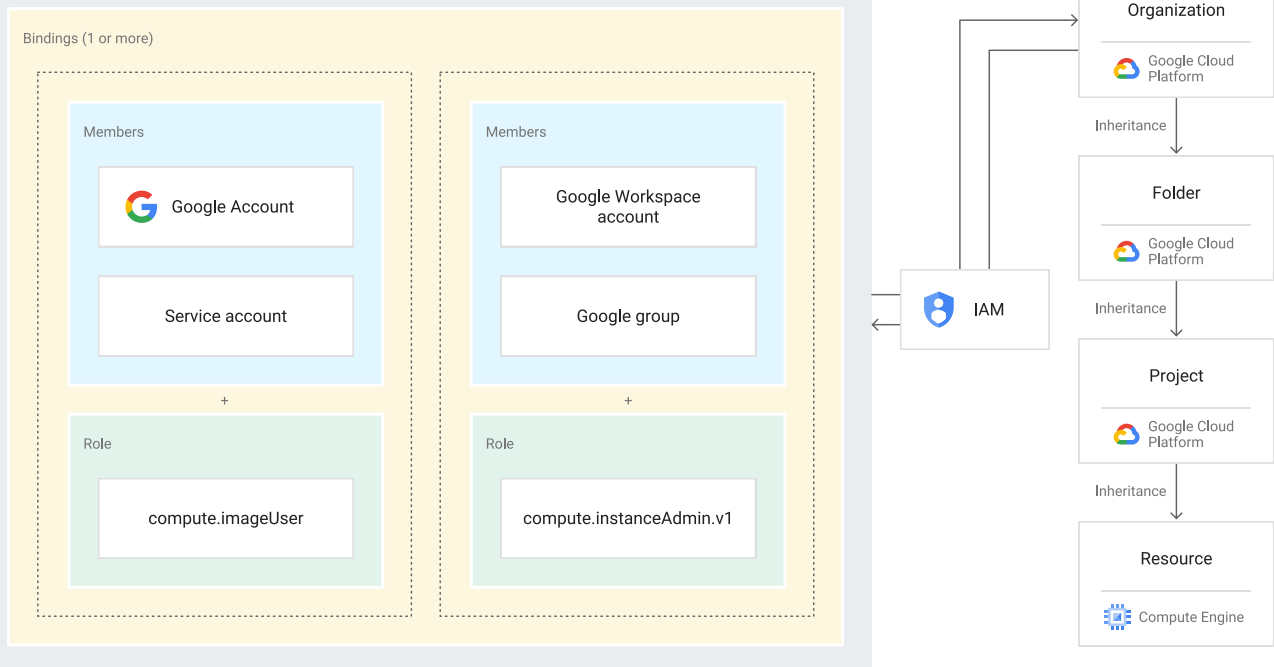 Bindings (1 or more)
Members
Google Account
Service account
+
Role
compute.imageUser
Members
Google Workspace
account
Google group
+
Role
compute.instanceAdmin.v1
IAM
Organization
Google Cloud
Platform
Inheritance
Folder
Google Cloud
Platform
Inheritance
Project
Google Cloud
Platform
Inheritance
Resource
Compute Engine